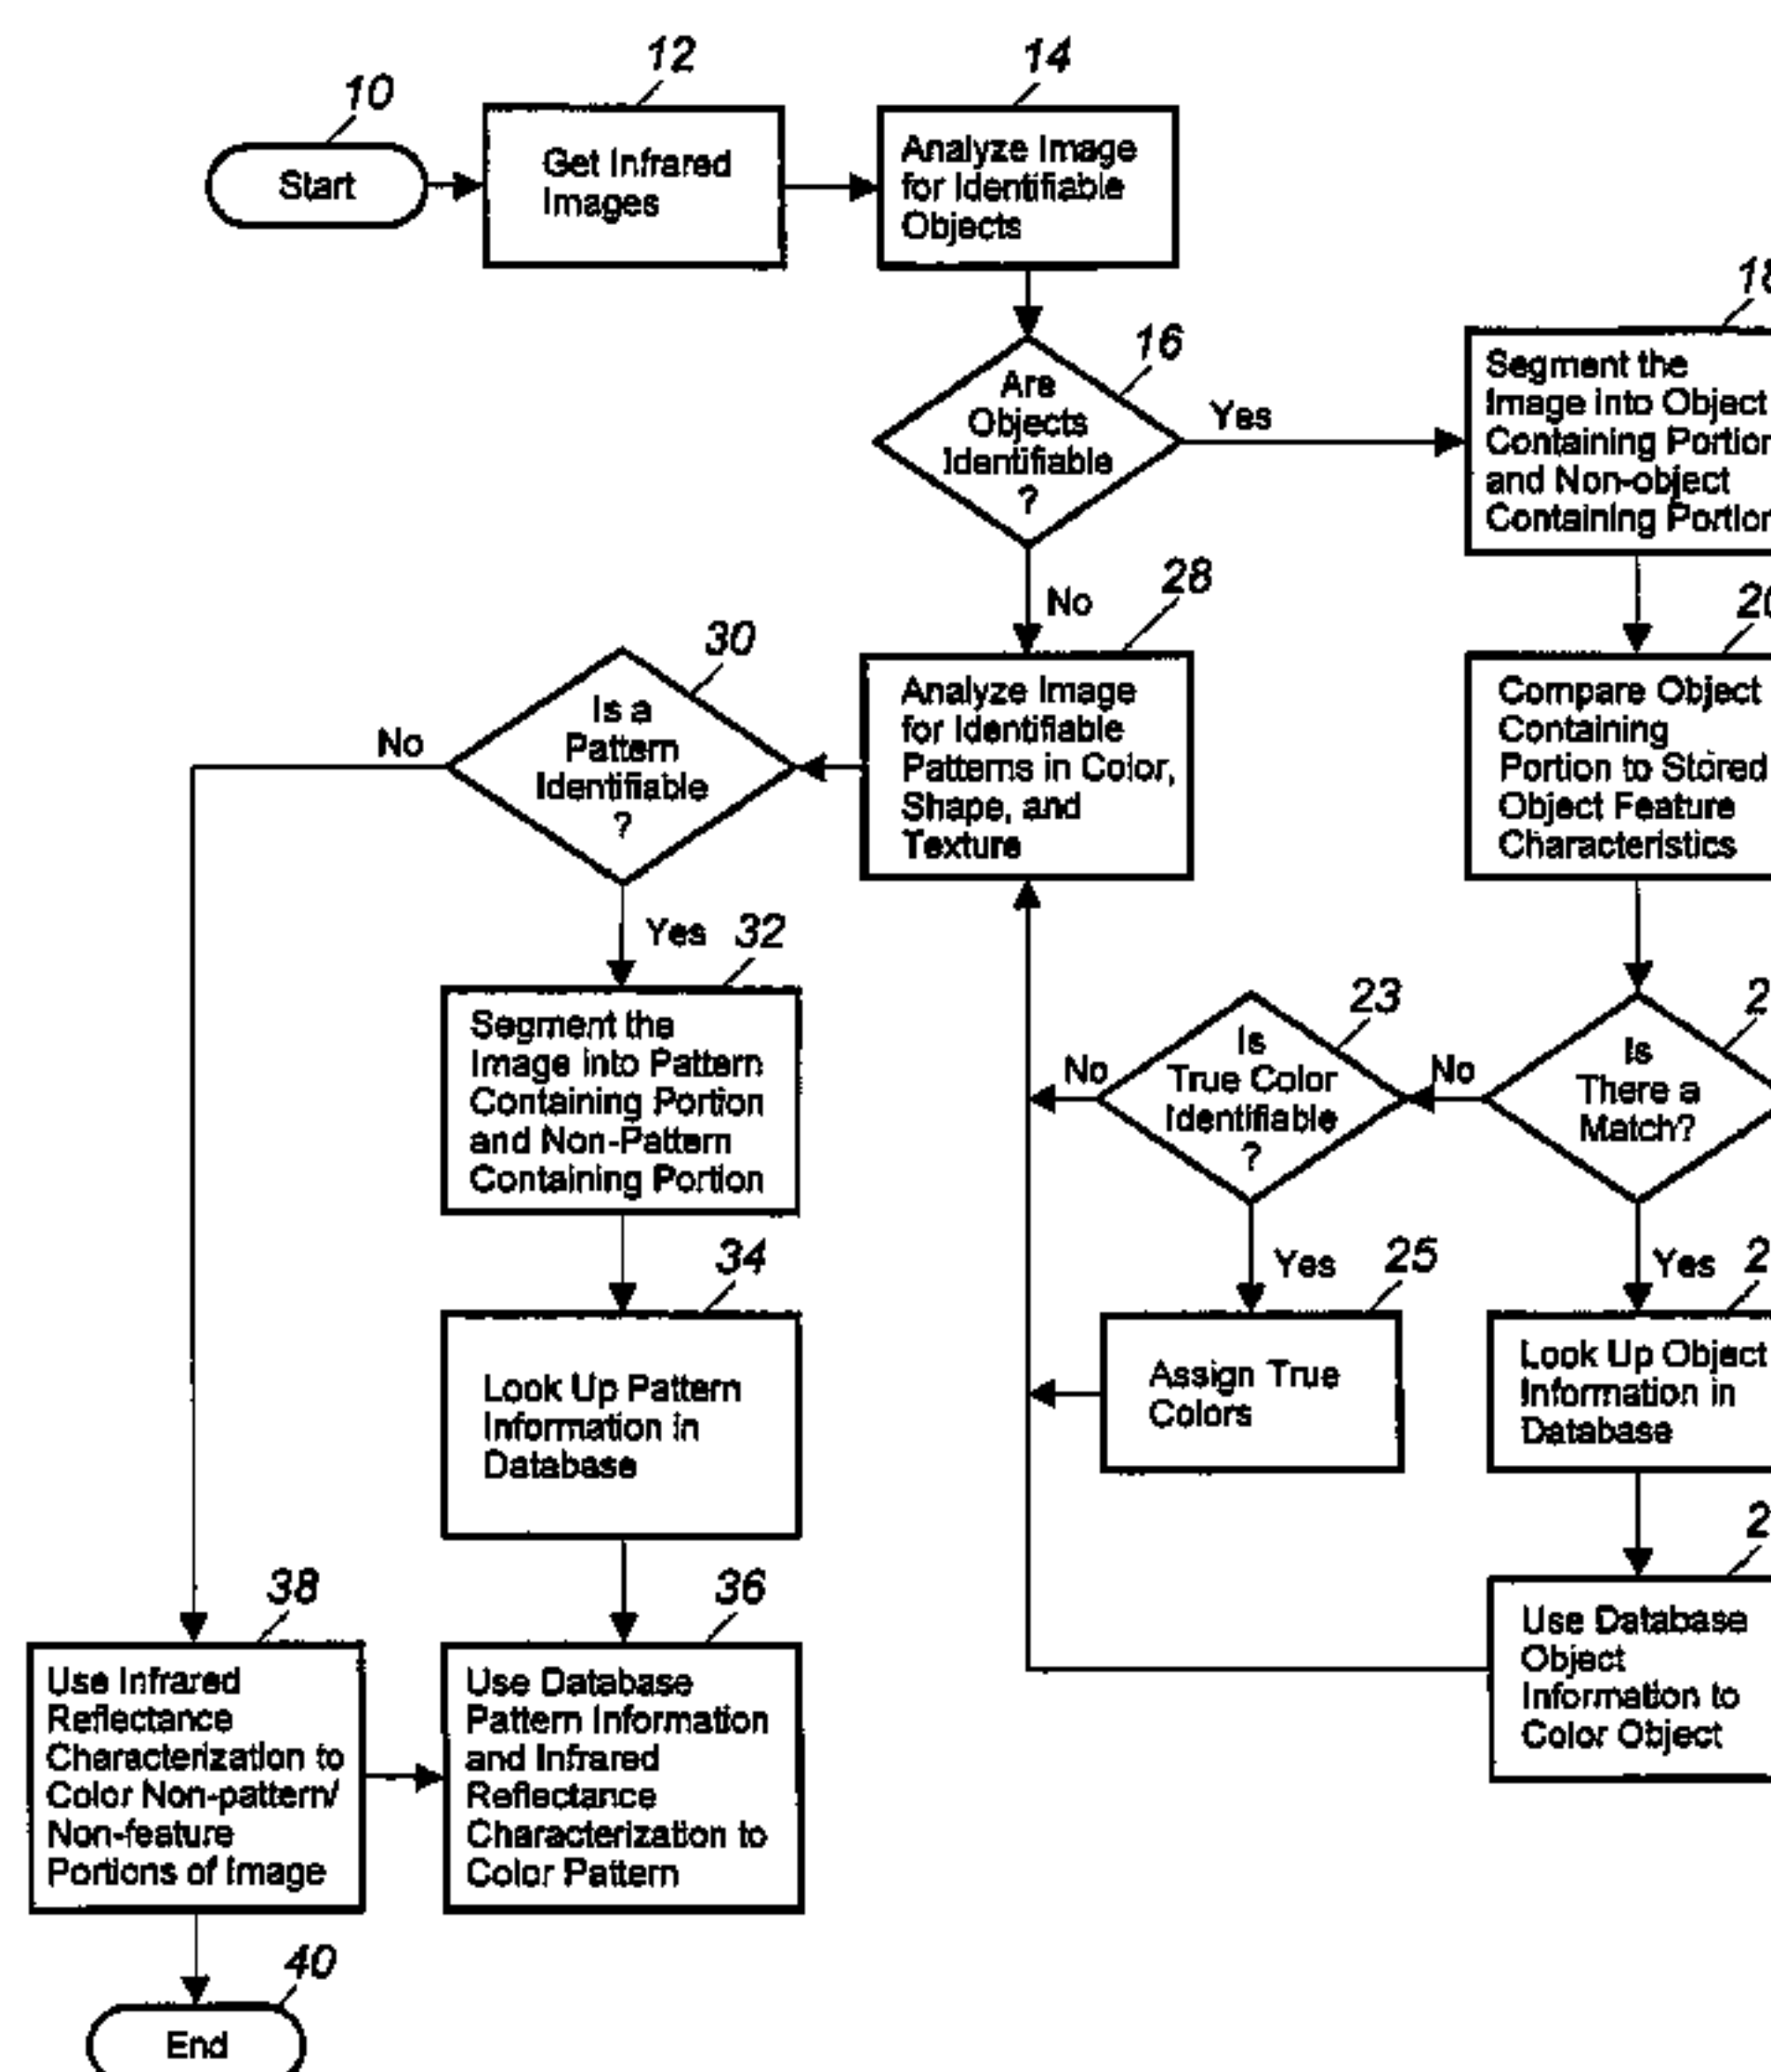 10
Start
12
Get Infrared
Images
14
Analyze Image
for Identifiable
Objects
16
Are
Objects
Identifiable
?
Yes
No
18
Segment the
Image into Object
Containing Portion
and Non-object
Containing Portion
20
Compare Object
Containing
Portion to Stored
Object Feature
Characteristics
28
Analyze Image
for Identifiable
Patterns in Color,
Shape, and
Texture
30
Is a
Pattern
Identifiable
?
No
Yes
32
Segment the
Image into Pattern
Containing Portion
and Non-Pattern
Containing Portion
2
Is
There a
Match?
No
Yes
23
Is
True Color
Identifiable
?
No
Yes
25
Assign True
Colors
2
Look Up Object
Information in
Database
2
Use Database
Object
Information to
Color Object
34
Look Up Pattern
Information in
Database
36
Use Database
Pattern Information
and Infrared
Reflectance
Characterization to
Color Pattern
38
Use Infrared
Reflectance
Characterization to
Color Non-pattern/
Non-feature
Portions of Image
40
End